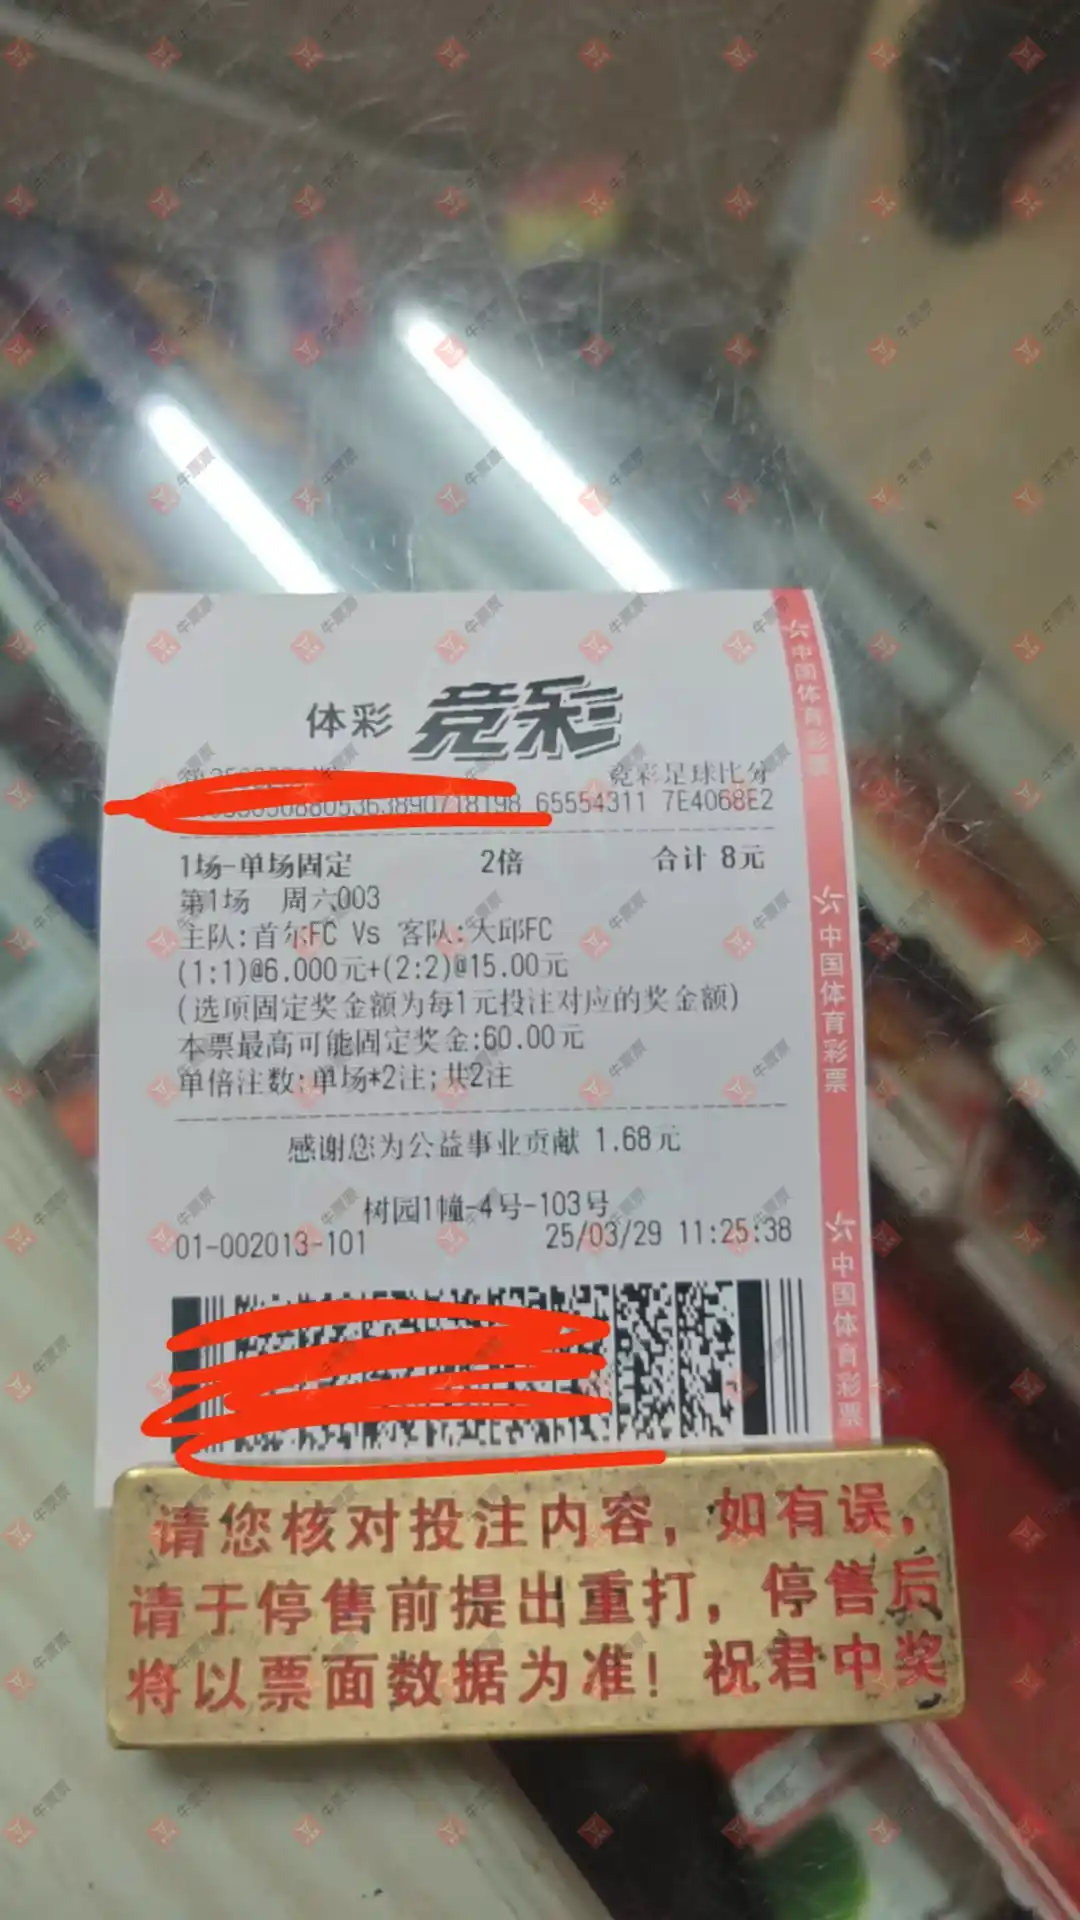 体彩 竞彩
竞彩足球比分
65554311 7E4068E2
1场-单场固定 2倍 合计 8元
第1场 周六003
主队:首尔FC Vs 客队:大邱FC
(1:1)@6.000元+(2:2)@15.00元
(选项固定奖金额为每1元投注对应的奖金额)
本票最高可能固定奖金:60.00元
单倍注数:单场*2注;共2注
感谢您为公益事业贡献 1.68元
树园1幢-4号-103号
01-002013-101 25/03/29 11:25:38
中国体育彩票
中国体育彩票
中国体育彩票
请您核对投注内容，如有误，
请于停售前提出重打，停售后
将以票面数据为准！祝君中奖
牛票票